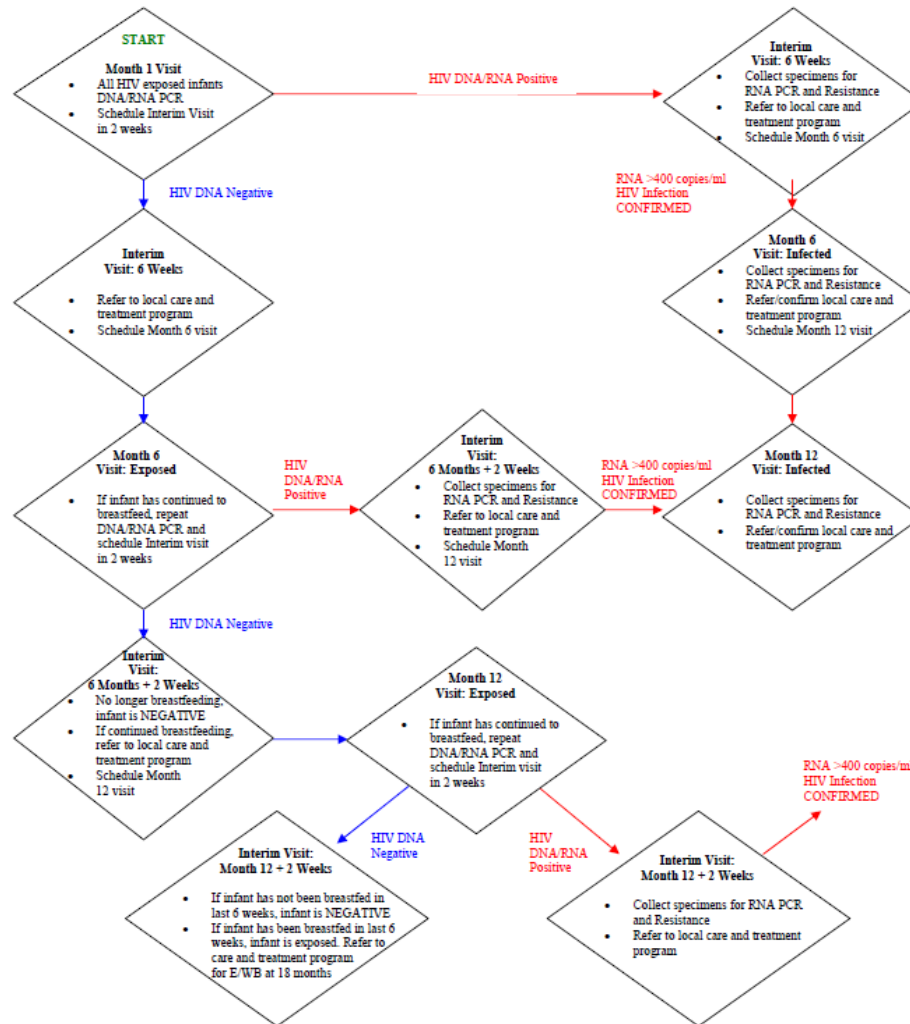 START
Month 1 Visit
• All HIV exposed infants
DNA/RNA PCR
• Schedule Interim Visit
in 2 weeks
HIV DNA/RNA Positive
Interim
Visit: 6 Weeks
• Collect specimens for
RNA PCR and Resistance
• Refer to local care and
treatment program
• Schedule Month 6 visit
HIV DNA Negative
RNA >400 copies/ml
HIV Infection
CONFIRMED
Interim
Visit: 6 Weeks
• Refer to local care and
treatment program
• Schedule Month 6 visit
Month 6
Visit: Infected
• Collect specimens for
RNA PCR and Resistance
• Refer/confirm local care and
treatment program
• Schedule Month 12 visit
Month 6
Visit: Exposed
• If infant has continued to
breastfeed, repeat
DNA/RNA PCR and
schedule Interim visit
in 2 weeks
HIV
DNA/RNA
Positive
Interim
Visit:
6 Months + 2 Weeks
• Collect specimens for
RNA PCR and Resistance
• Refer to local care and
treatment program
• Schedule Month
12 visit
RNA >400 copies/ml
HIV Infection
CONFIRMED
Month 12
Visit: Infected
• Collect specimens for
RNA PCR and Resistance
• Refer/confirm local care and
treatment program
HIV DNA Negative
Interim
Visit:
6 Months + 2 Weeks
• No longer breastfeeding,
infant is NEGATIVE
• If continued breastfeeding,
refer to local care and
treatment program
• Schedule Month
12 visit
Month 12
Visit: Exposed
• If infant has continued to
breastfeed, repeat
DNA/RNA PCR and
schedule Interim visit
in 2 weeks
HIV DNA
Negative
HIV
DNA/RNA
Positive
RNA >400 copies/ml
HIV Infection
CONFIRMED
Interim Visit:
Month 12 + 2 Weeks
• If infant has not been breastfed in
last 6 weeks, infant is NEGATIVE
• If infant has been breastfed in last 6
weeks, infant is exposed. Refer to
care and treatment program
for E/WB at 18 months
Interim Visit:
Month 12 + 2 Weeks
• Collect specimens for RNA PCR
and Resistance
• Refer to local care and treatment
program